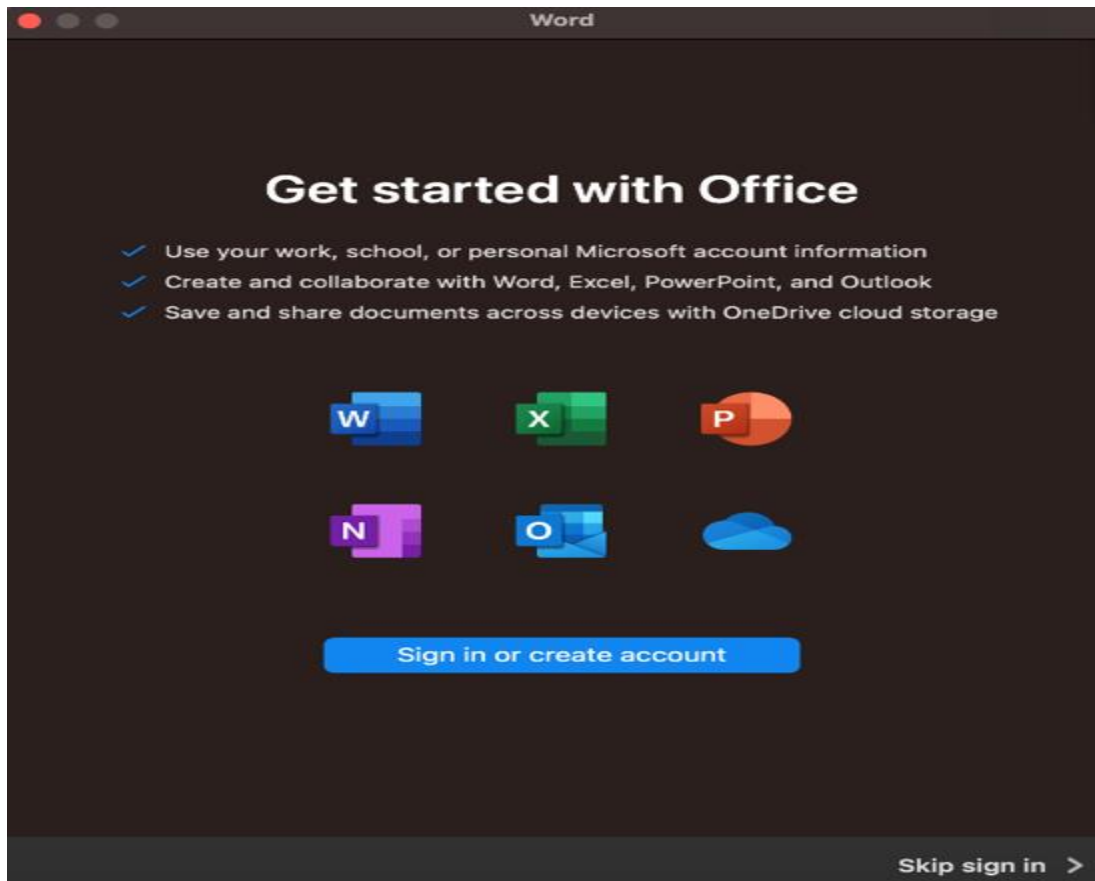 Word
Get started with Office
Use your work, school, or personal Microsoft account information
Create and collaborate with Word, Excel, PowerPoint, and Outlook
Save and share documents across devices with OneDrive cloud storage
W X P
N O
Sign in or create account
Skip sign in >